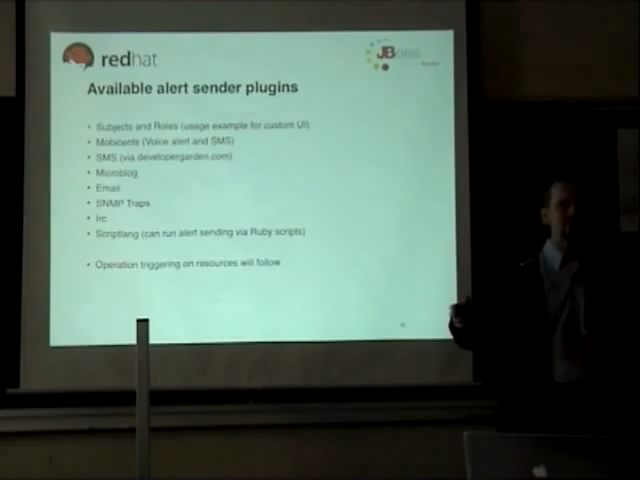 redhat
JBoss
Available alert sender plugins
• Subjects and Roles (usage example for custom UI)
• Mobicents (Voice alert and SMS)
• SMS (via developergarden.com)
• Microblog
• Email
• SNMP Traps
• Irc
• Scriptlang (can run alert sending via Ruby scripts)
• Operation triggering on resources will follow